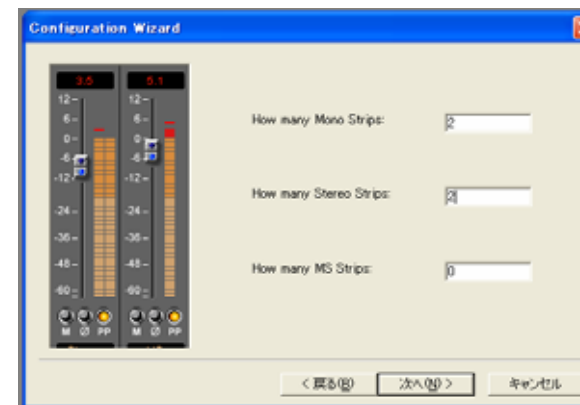 Configuration Wizard
3.5 5.1
12- 12-
6- 6-
0- 0-
-6 -6
-12 -12-
-24- -24-
-36- -36-
-48- -48-
-60- -60-
M Ø PP M Ø PP
How many Mono Strips: 2
How many Stereo Strips: 2
How many MS Strips: 0
< 戻る(B) 次へ(N) > キャンセル